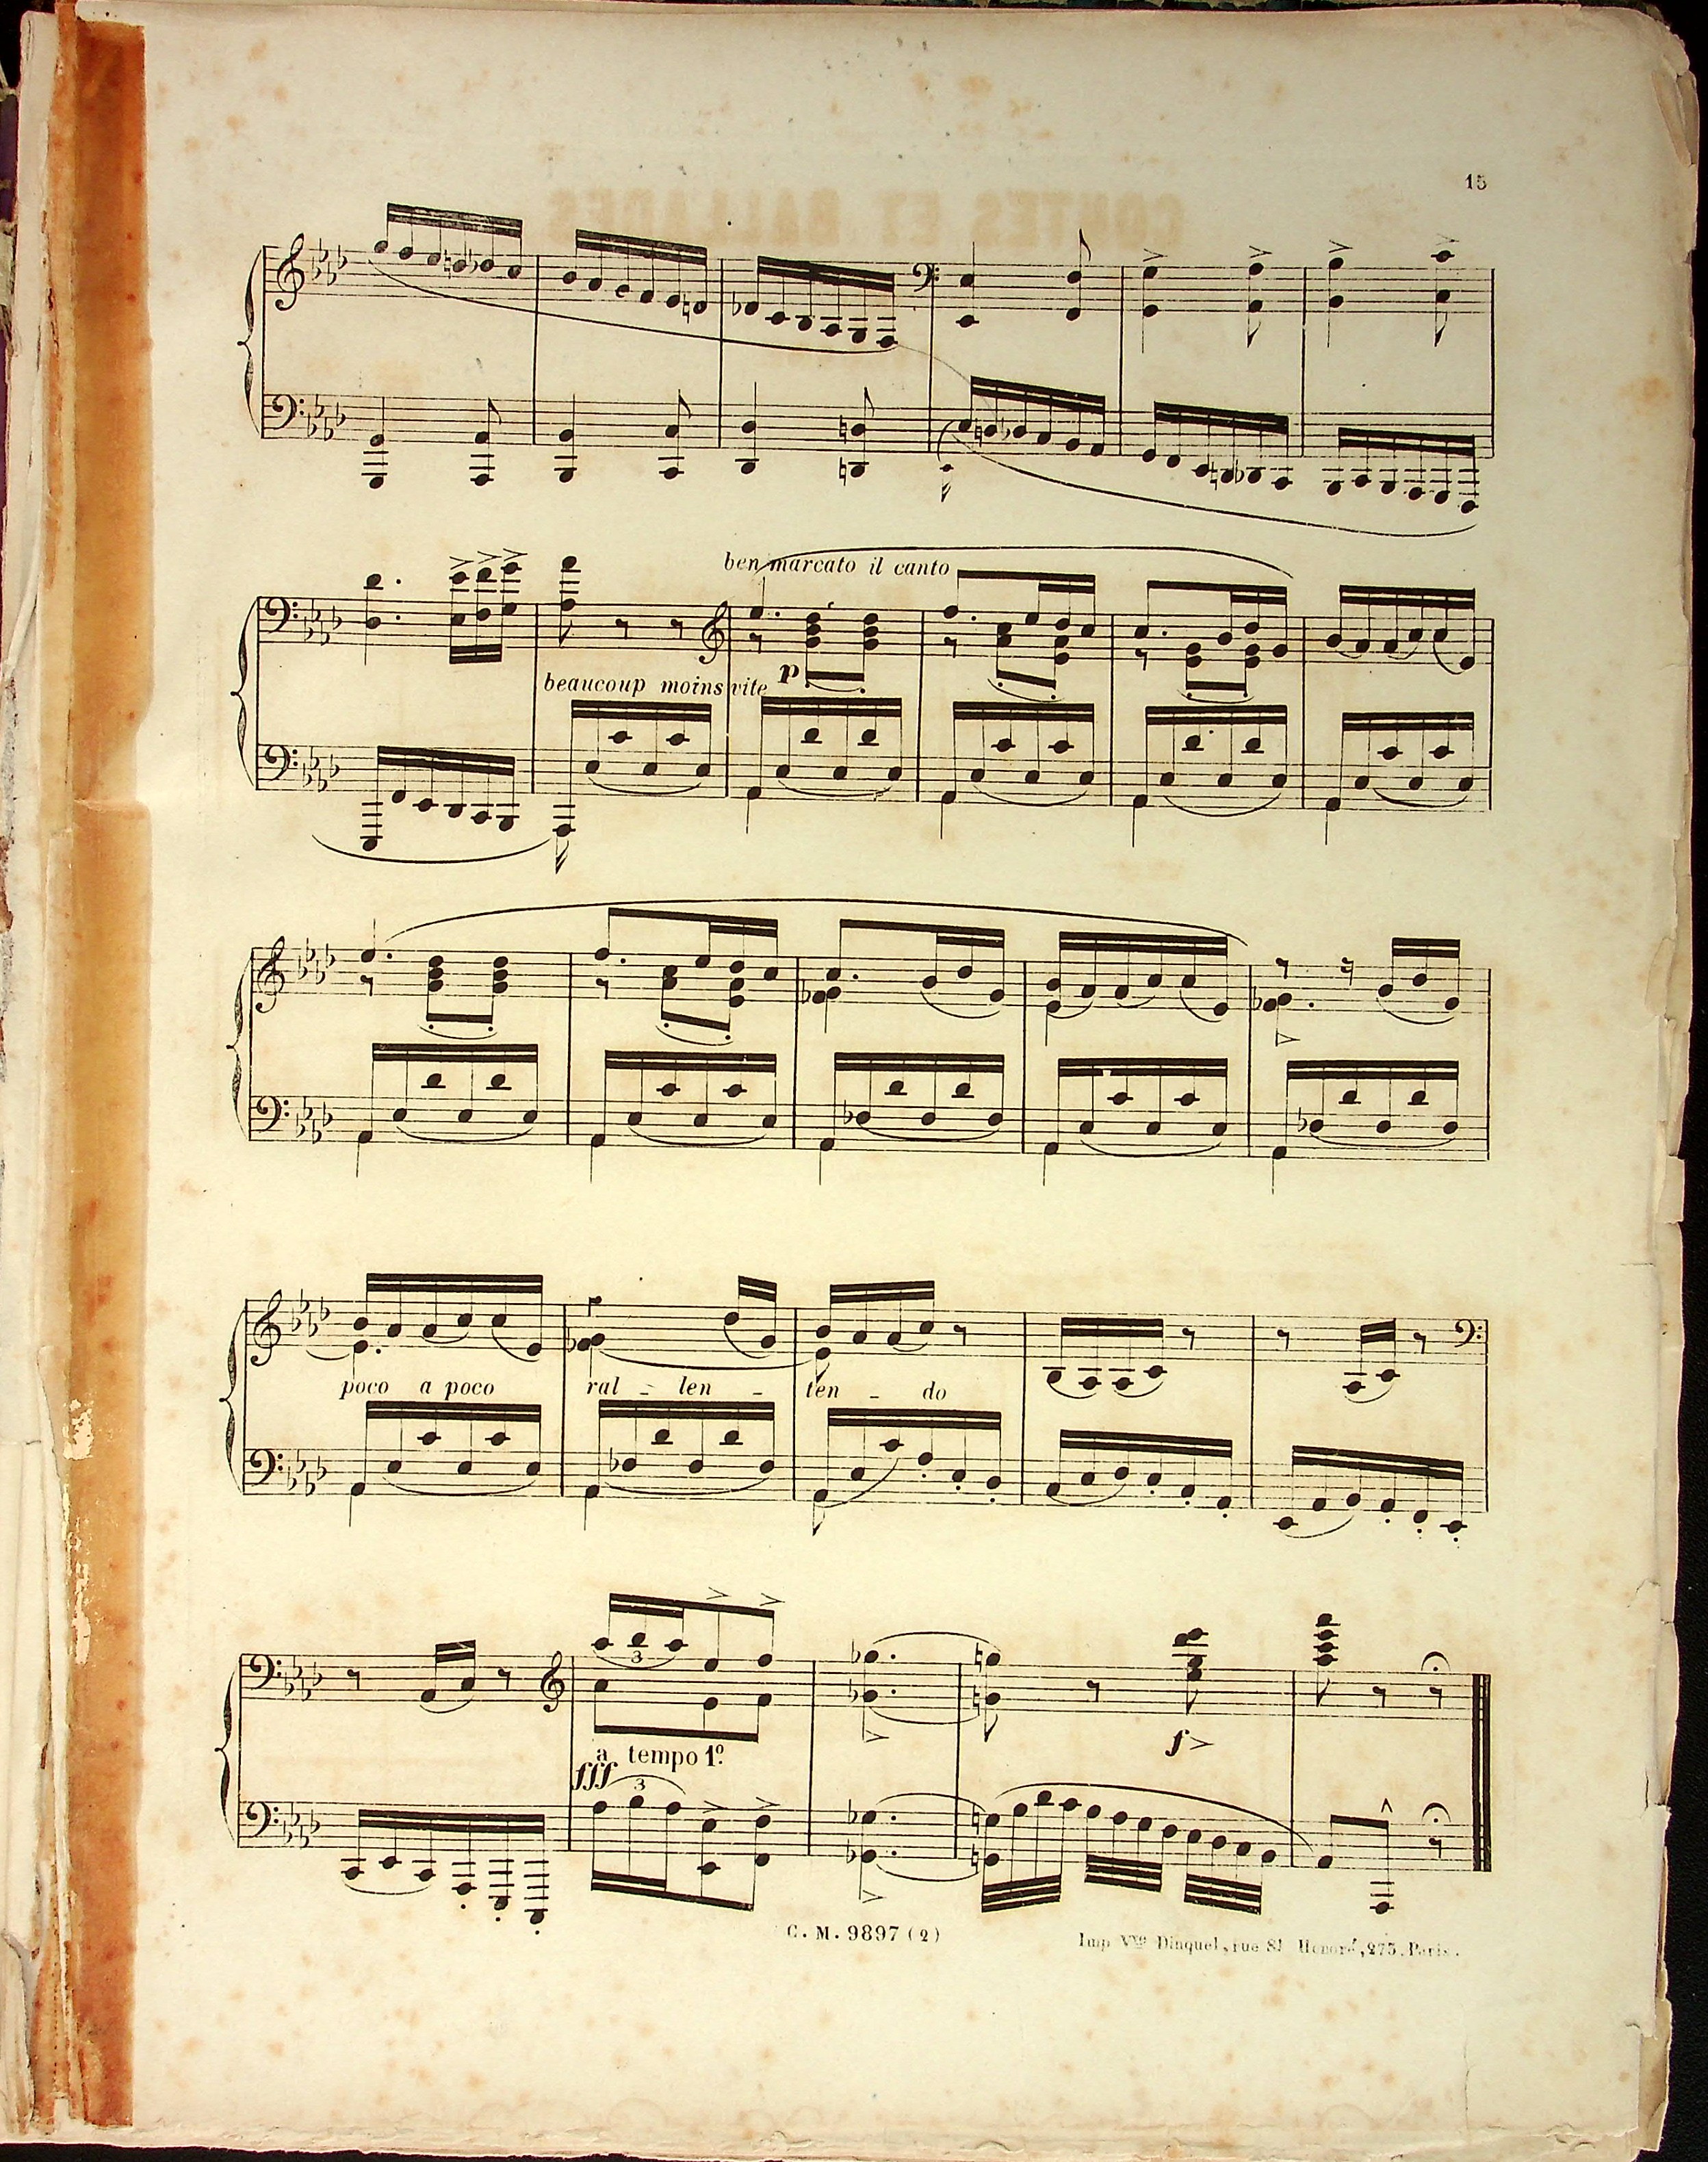 15
ben marcato il canto
p
beaucoup moins vite
poco a poco ral - len - ten - do
3
a tempo 1º.
fff 3
f
C. M. 9897 (2)
Imp Vve Dinquel, rue St Honoré, 275. Paris.